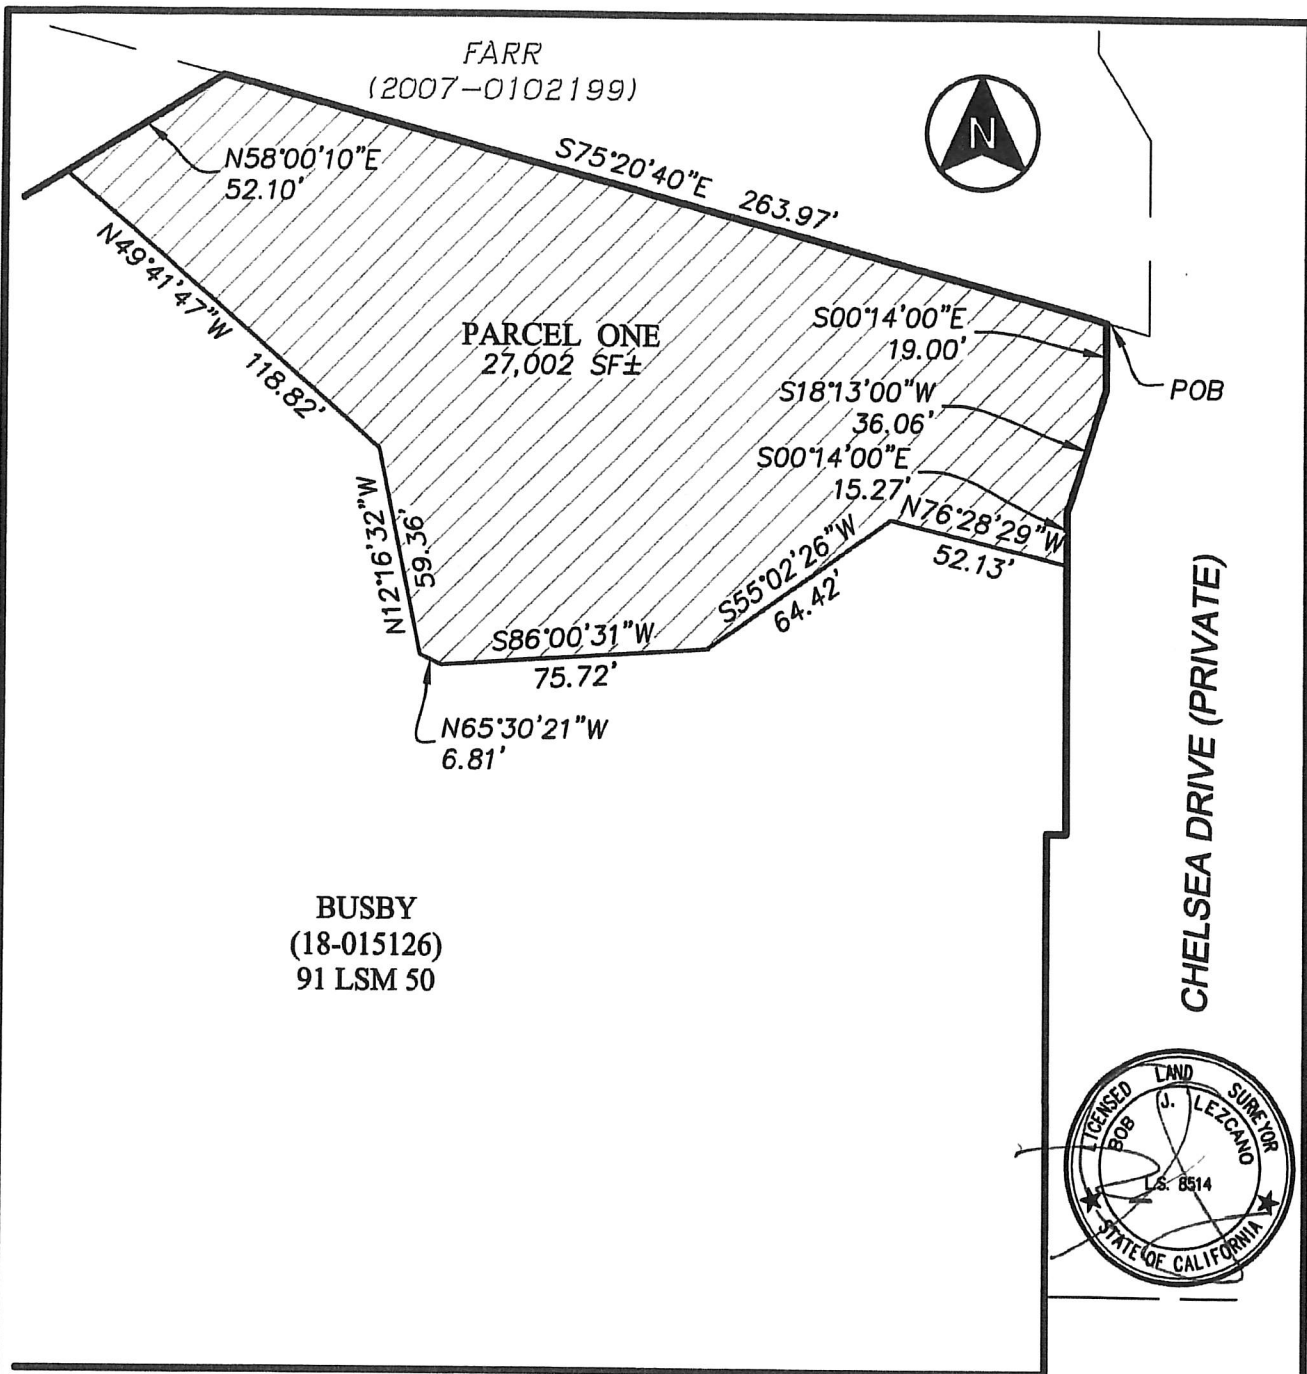 FARR
(2007-0102199)
N
N58°00'10"E
52.10'
S75°20'40"E 263.97'
N49°41'47"W 118.82'
PARCEL ONE
27,002 SF±
S00°14'00"E
19.00'
POB
S18°13'00"W
36.06'
S00°14'00"E
15.27'
N76°28'29"W
52.13'
N12°16'32"W
59.36'
S55°02'26"W
64.42'
S86°00'31"W
75.72'
N65°30'21"W
6.81'
CHELSEA DRIVE (PRIVATE)
BUSBY
(18-015126)
91 LSM 50
LICENSED LAND SURVEYOR
BOB J. LEZCANO
L.S. 8514
STATE OF CALIFORNIA